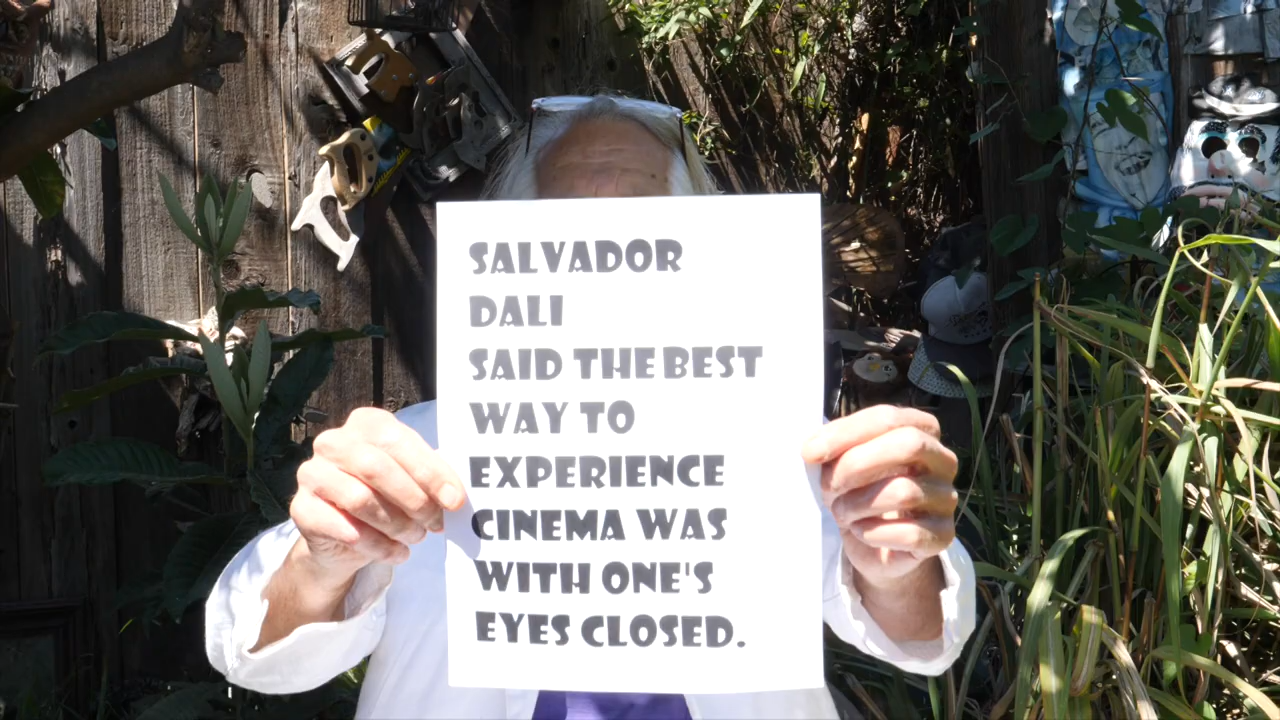 SALVADOR
DALI
SAID THE BEST
WAY TO
EXPERIENCE
CINEMA WAS
WITH ONE'S
EYES CLOSED.